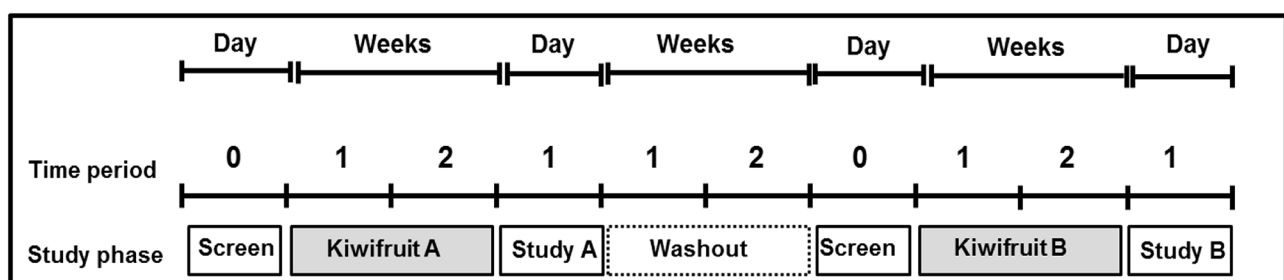 Day Weeks Day Weeks Day Weeks Day
Time period 0 1 2 1 1 2 0 1 2 1
Study phase Screen Kiwifruit A Study A Washout Screen Kiwifruit B Study B